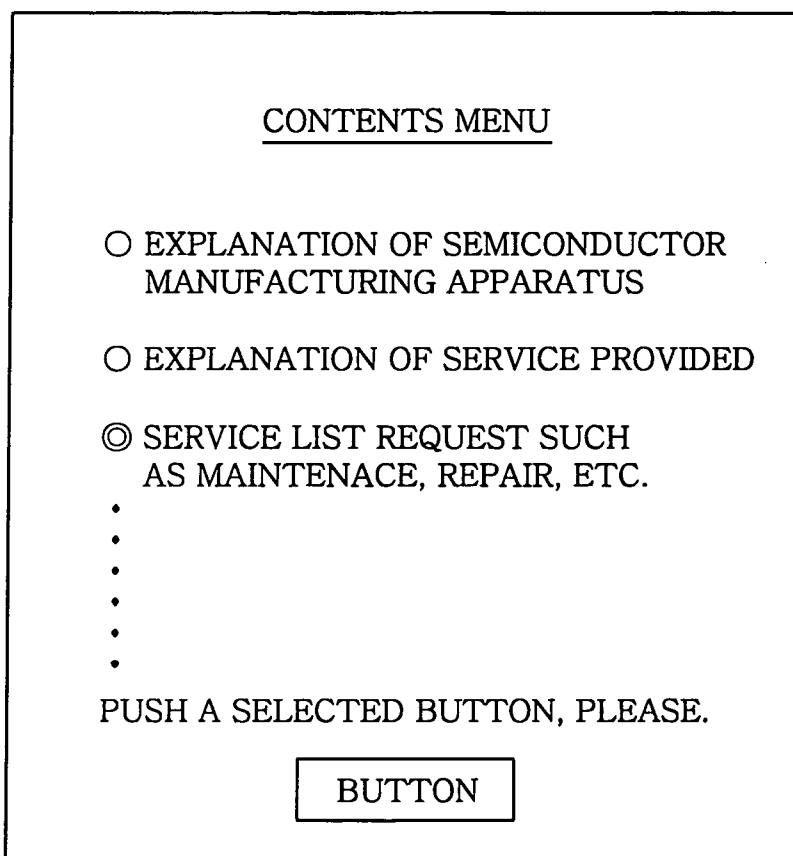 CONTENTS MENU
○ EXPLANATION OF SEMICONDUCTOR
MANUFACTURING APPARATUS
○ EXPLANATION OF SERVICE PROVIDED
◎ SERVICE LIST REQUEST SUCH
AS MAINTENACE, REPAIR, ETC.
PUSH A SELECTED BUTTON, PLEASE.
BUTTON